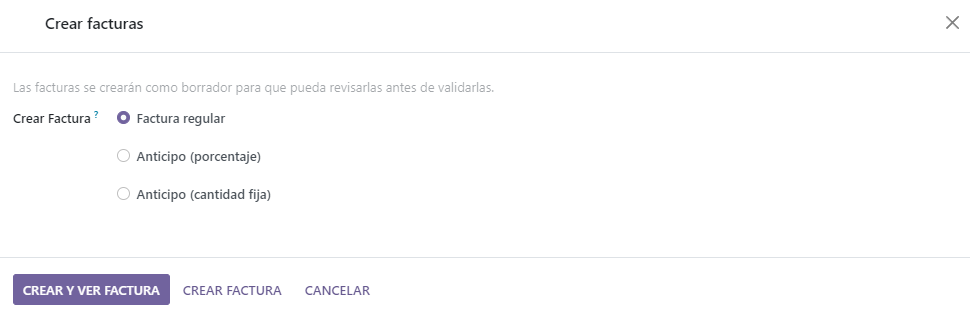 Crear facturas
Las facturas se crearán como borrador para que pueda revisarlas antes de validarlas.
Crear Factura ? Factura regular
Anticipo (porcentaje)
Anticipo (cantidad fija)
CREAR Y VER FACTURA CREAR FACTURA CANCELAR